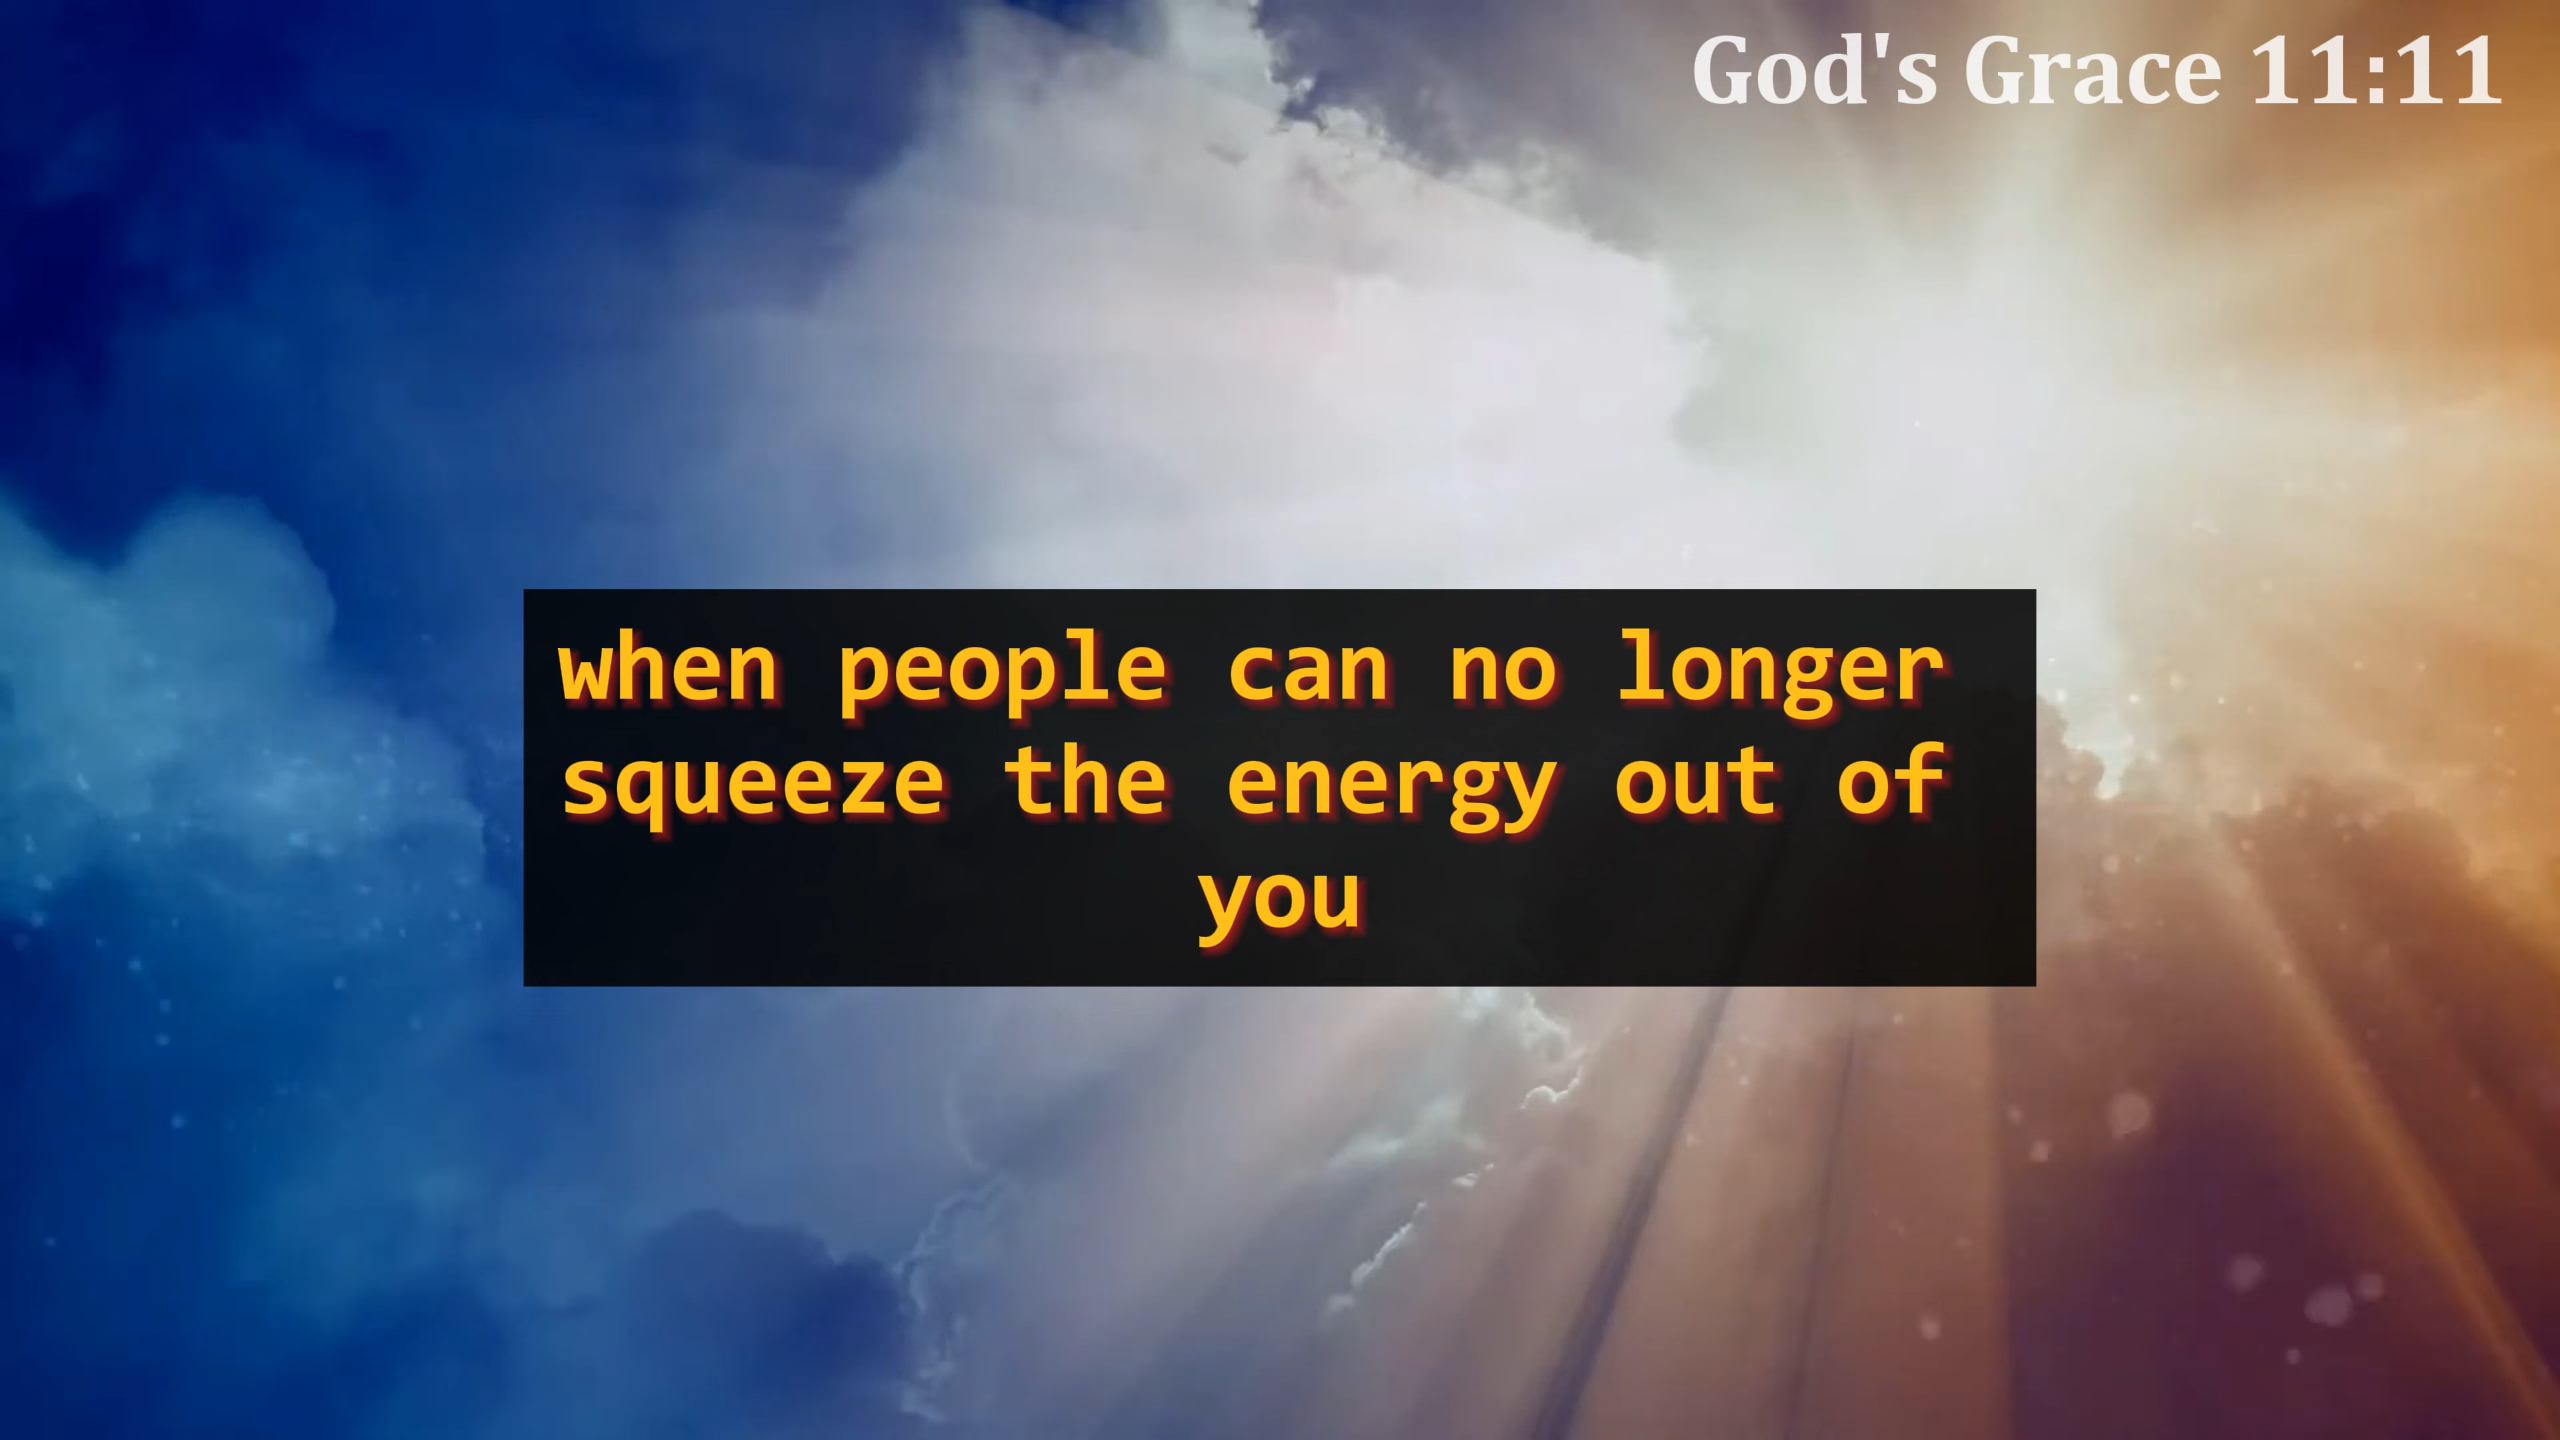 God's Grace 11:11
when people can no longer
squeeze the energy out of
you